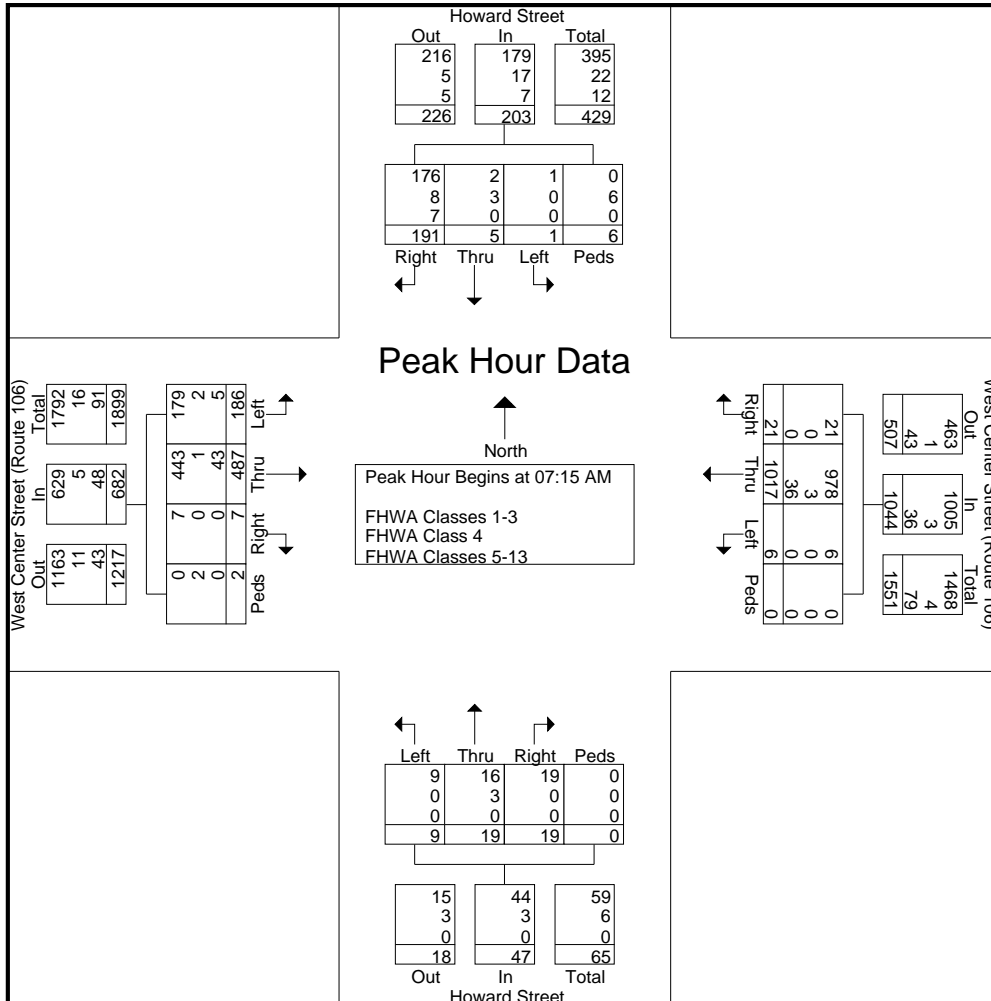 Howard Street
Out In Total
216 179 395
5 17 22
5 7 12
226 203 429
176 2 1 0
8 3 0 6
7 0 0 0
191 5 1 6
Right Thru Left Peds
Peak Hour Data
North
Peak Hour Begins at 07:15 AM
FHWA Classes 1-3
FHWA Class 4
FHWA Classes 5-13
West Center Street (Route 106)
Out In Total
1163 629 1792
11 5 16
43 48 91
1217 682 1899
179 2 5 186 Left
443 1 43 487 Thru
7 0 0 7 Right
0 2 0 2 Peds
West Center Street (Route 106)
Out In Total
463 1005 1468
1 3 4
43 36 79
507 1044 1551
Right Thru Left Peds
21 978 6 0
0 3 0 0
0 36 0 0
21 1017 6 0
Left Thru Right Peds
9 16 19 0
0 3 0 0
0 0 0 0
9 19 19 0
15 44 59
3 3 6
0 0 0
18 47 65
Out In Total
Howard Street